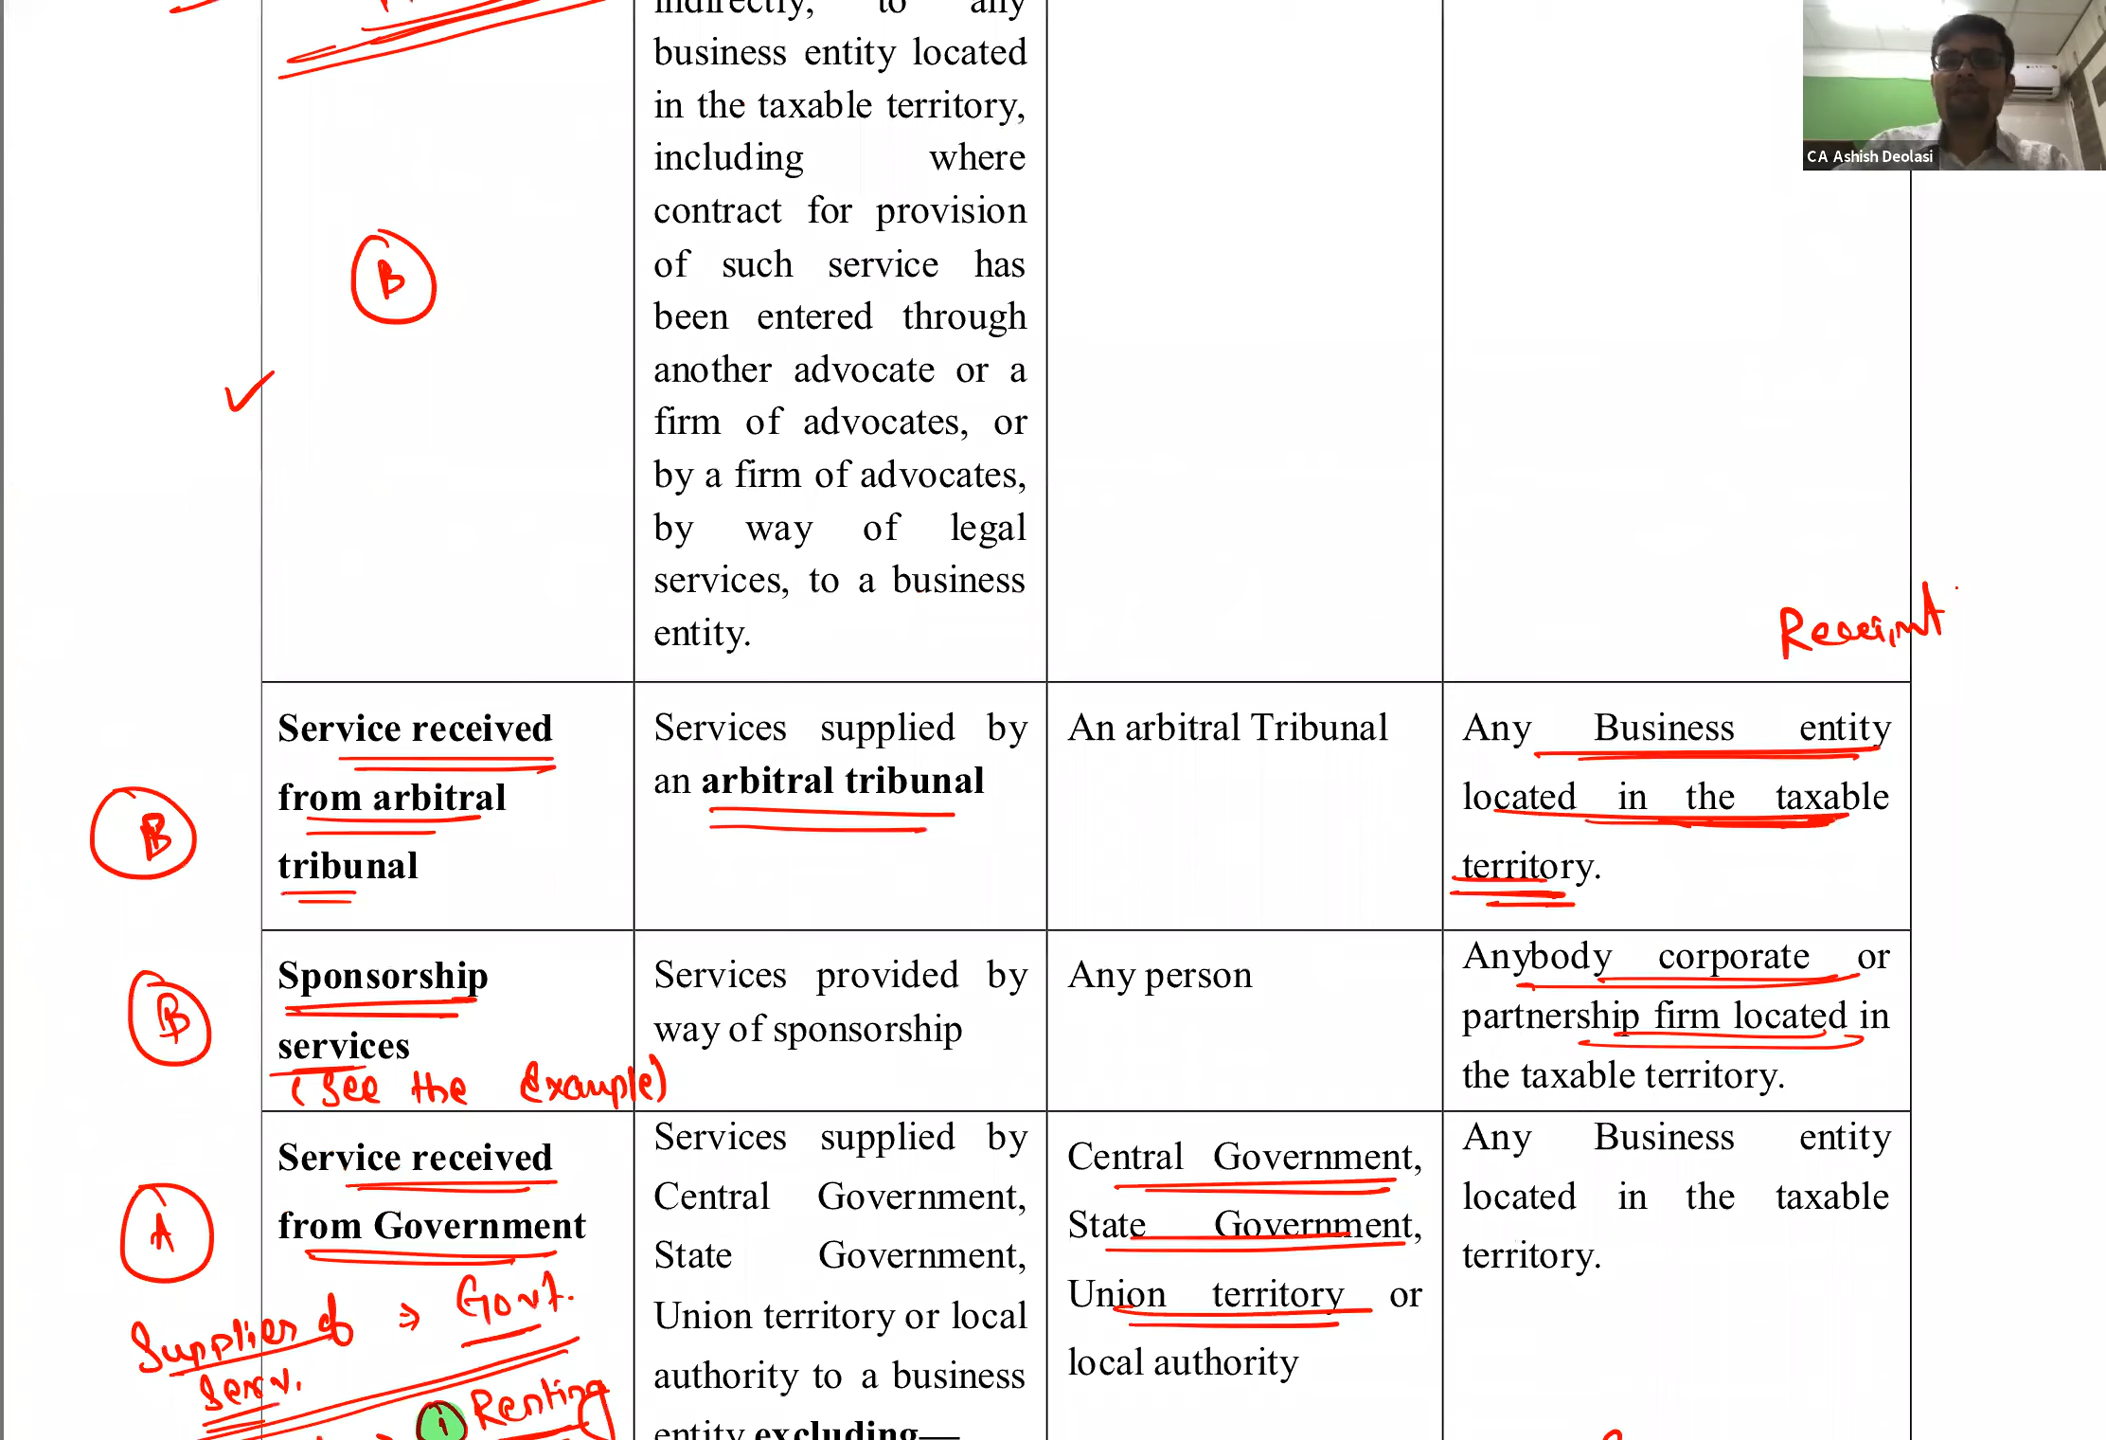 indirectly, to any
business entity located
in the taxable territory,
including where
contract for provision
of such service has
been entered through
another advocate or a
firm of advocates, or
by a firm of advocates,
by way of legal
services, to a business
entity.
B
CA Ashish Deolasi
B
Service received
from arbitral
tribunal
Services supplied by
an arbitral tribunal
An arbitral Tribunal
Any Business entity
located in the taxable
territory.
B
Sponsorship
services
(See the Example)
Services provided by
way of sponsorship
Any person
Anybody corporate or
partnership firm located in
the taxable territory.
A
Service received
from Government
Supplier of ⇒ Govt.
Serv.
i Renting
Services supplied by
Central Government,
State Government,
Union territory or local
authority to a business
entity excluding—
Central Government,
State Government,
Union territory or
local authority
Any Business entity
located in the taxable
territory.